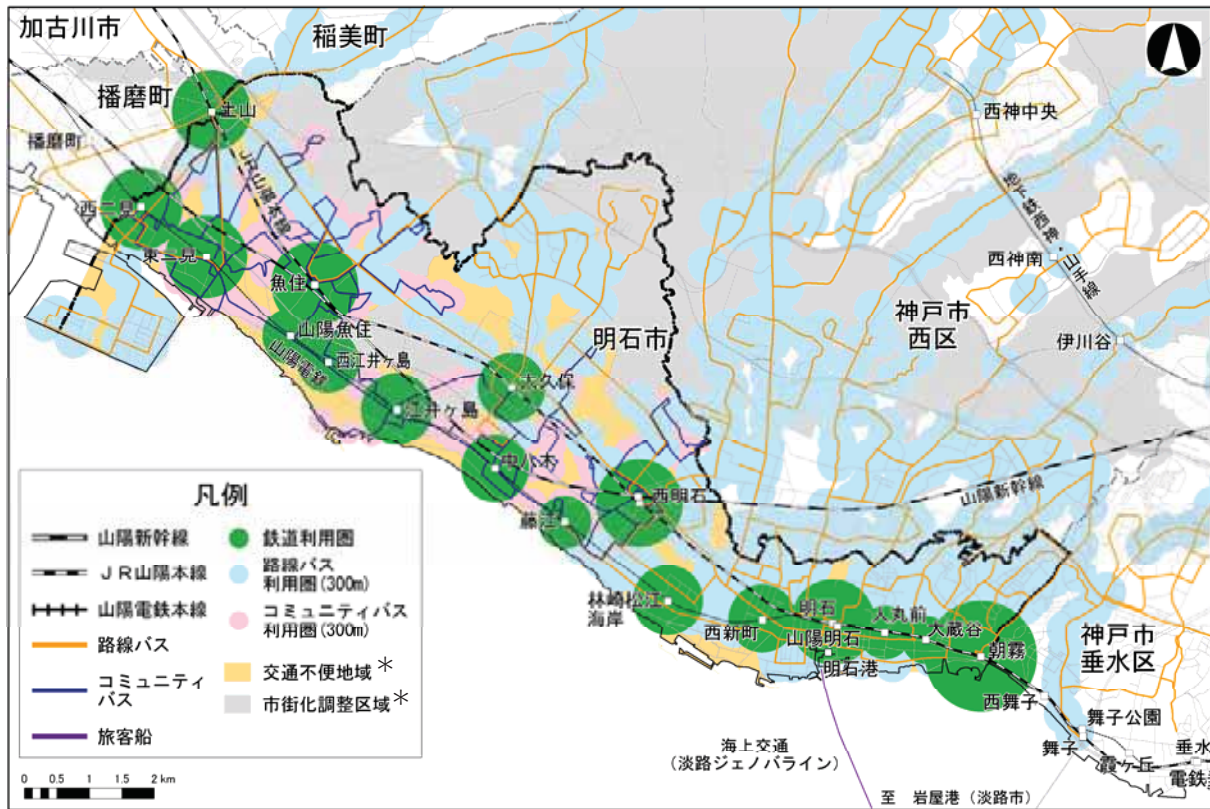 加古川市
稲美町
播磨町
土山
播磨町
西神中央
JR山陽本線
地下鉄西神・山手線
西二見
東二見
魚住
西神南
神戸市
西区
伊川谷
山陽魚住
明石市
山陽電鉄
西江井ヶ島
大久保
江井ヶ島
中八木
西明石
山陽新幹線
藤江
林崎松江
海岸
西新町
明石
人丸前
大蔵谷
山陽明石
朝霧
明石港
神戸市
垂水区
西舞子
舞子公園
舞子
霞ヶ丘
垂水
海上交通
(淡路ジェノバライン)
至 岩屋港(淡路市)
凡例
山陽新幹線
JR山陽本線
山陽電鉄本線
路線バス
コミュニティ
バス
旅客船
鉄道利用圏
路線バス
利用圏(300m)
コミュニティバス
利用圏(300m)
交通不便地域*
市街化調整区域*
0 0.5 1 1.5 2 km